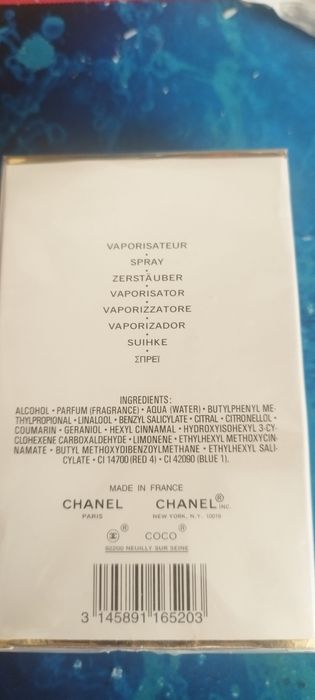 VAPORISATEUR
•
SPRAY
•
ZERSTÄUBER
•
VAPORISATOR
•
VAPORIZZATORE
•
VAPORIZADOR
•
SUIHKE
•
ΣΠΡΕΪ
INGREDIENTS:
ALCOHOL • PARFUM (FRAGRANCE) • AQUA (WATER) • BUTYLPHENYL ME-
THYLPROPIONAL • LINALOOL • BENZYL SALICYLATE • CITRAL • CITRONELLOL •
COUMARIN • GERANIOL • HEXYL CINNAMAL • HYDROXYISOHEXYL 3-CY-
CLOHEXENE CARBOXALDEHYDE • LIMONENE • ETHYLHEXYL METHOXYCIN-
NAMATE • BUTYL METHOXYDIBENZOYLMETHANE • ETHYLHEXYL SALI-
CYLATE • CI 14700 (RED 4) • CI 42090 (BLUE 1).
MADE IN FRANCE
CHANEL CHANEL® INC.
PARIS NEW YORK, N.Y. 10019
® COCO ®
92200 NEUILLY SUR SEINE
3 145891 165203